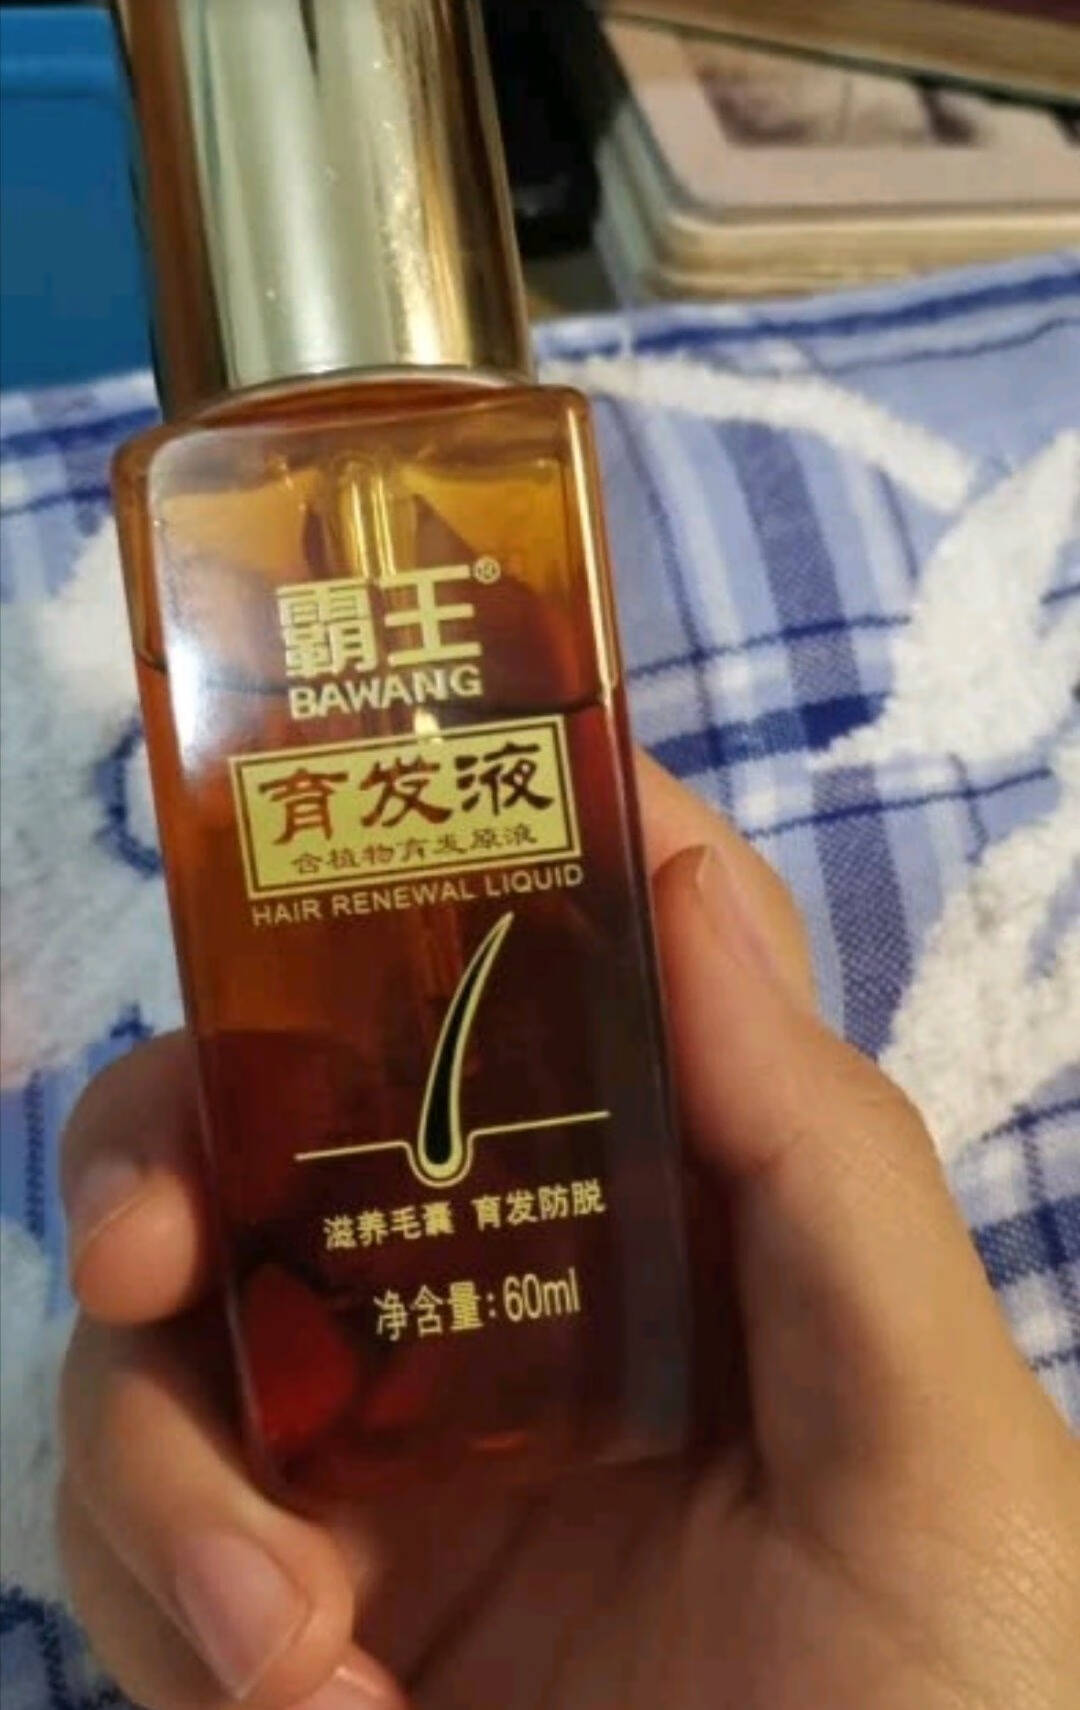 霸王®
BAWANG
育发液
含植物育发原液
HAIR RENEWAL LIQUID
滋养毛囊 育发防脱
净含量:60ml